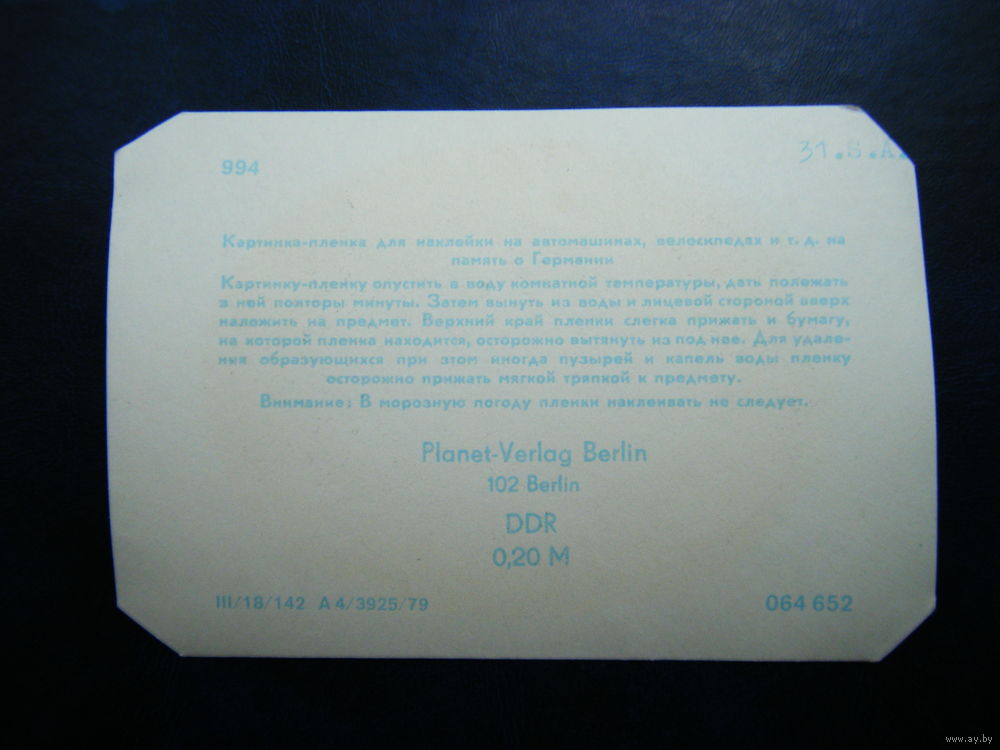 994
31.S.A.
Картинка-пленка для наклейки на автомашинах, велосипедах и т. д. на
память о Германии
Картинку-пленку опустить в воду комнатной температуры, дать полежать
в ней полторы минуты. Затем вынуть из воды и лицевой стороной вверх
наложить на предмет. Верхний край пленки слегка прижать и бумагу,
на которой пленка находится, осторожно вытянуть из под нее. Для удале-
ния образующихся при этом иногда пузырей и капель воды пленку
осторожно прижать мягкой тряпкой к предмету.
Внимание: В морозную погоду пленки наклеивать не следует.
Planet-Verlag Berlin
102 Berlin
DDR
0,20 M
III/18/142 A 4/3925/79
064 652
www.ay.by